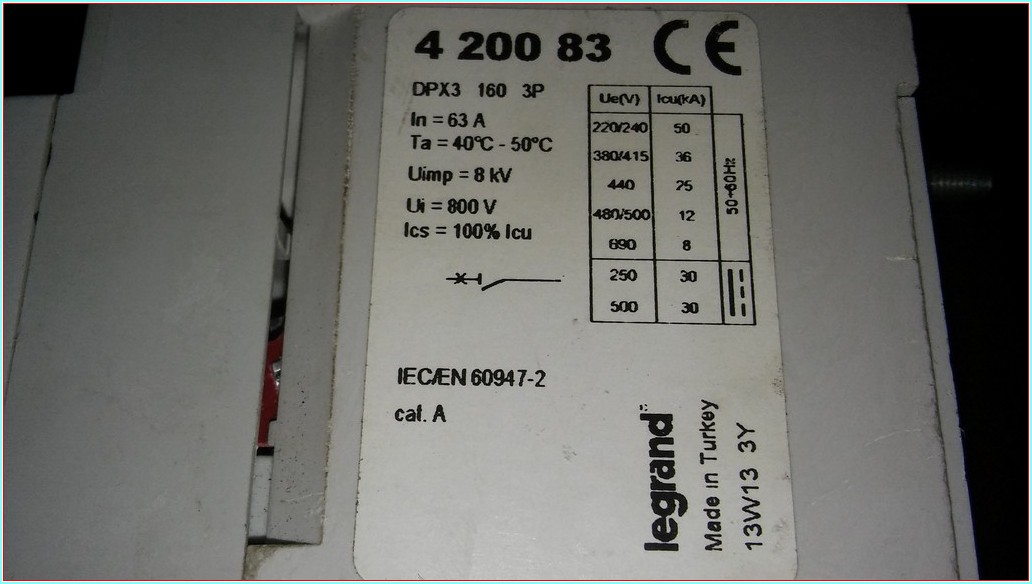 4 200 83 CE
DPX3 160 3P
In = 63 A
Ta = 40°C - 50°C
Uimp = 8 kV
Ui = 800 V
Ics = 100% Icu
Ue(V) Icu(kA)
220/240 50
380/415 36
440 25
480/500 12
690 8
50-60Hz
250 30
500 30
IEC/EN 60947-2
cat. A
legrand
Made in Turkey
13W13 3Y